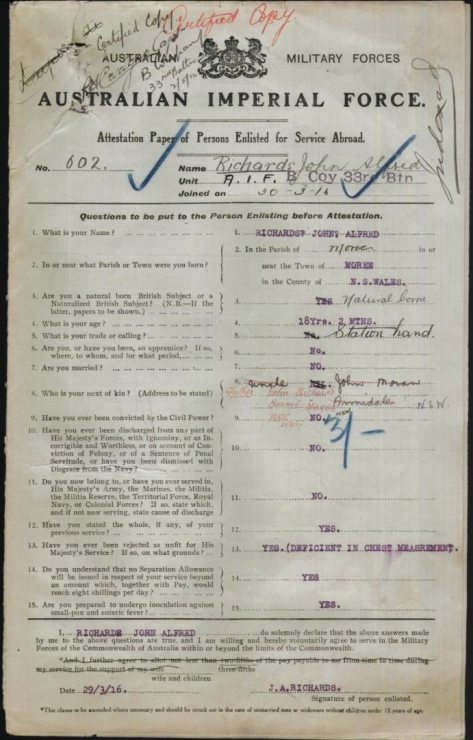 Certified Copy
Certified Copy
33rd
AUSTRALIAN MILITARY FORCES
AUSTRALIAN IMPERIAL FORCE.
Indexed
Attestation Paper of Persons Enlisted for Service Abroad.
No. 602. Name Richards John Alfred
Unit A.I.F. B Coy 33rd Btn
Joined on 30-3-16
Questions to be put to the Person Enlisting before Attestation.
1. What is your Name? 1. RICHARDS? JOHN? ALFRED
2. In or near what Parish or Town were you born? 2. In the Parish of Moree in or
near the Town of MOREE
in the County of N.S.WALES.
3. Are you a natural born British Subject or a
Naturalized British Subject? (N.B.—If the
latter, papers to be shown.) 3. YES Natural born
4. What is your age? 4. 18Yrs. 2 MTHS.
5. What is your trade or calling? 5. Station hand.
6. Are you, or have you been, an apprentice? If so,
where, to whom, and for what period 6. No.
7. Are you married? 7. NO.
8. Who is your next of kin? (Address to be stated) 8. uncle John Moran
Father John
Armidale N.S.W.
9. Have you ever been convicted by the Civil Power? 9. NO.
3/-
10. Have you ever been discharged from any part of
His Majesty's Forces, with Ignominy, or as In-
corrigible and Worthless, or on account of Con-
viction of Felony, or of a Sentence of Penal
Servitude, or have you been dismissed with
Disgrace from the Navy? 10. NO.
11. Do you now belong to, or have you ever served in,
His Majesty's Army, the Marines, the Militia,
the Militia Reserve, the Territorial Force, Royal
Navy, or Colonial Forces? If so, state which,
and if not now serving, state cause of discharge 11. NO.
12. Have you stated the whole, if any, of your
previous service? 12. YES.
13. Have you ever been rejected as unfit for His
Majesty's Service? If so, on what grounds? 13. YES.(DEFICIENT IN CHEST MEASREMENT.
14. Do you understand that no Separation Allowance
will be issued in respect of your service beyond
an amount which, together with Pay, would
reach eight shillings per day? 14. YES
15. Are you prepared to undergo inoculation against
small-pox and enteric fever? 15. YES.
I, RICHARDS JOHN ALFRED do solemnly declare that the above answers made
by me to the above questions are true, and I am willing and hereby voluntarily agree to serve in the Military
Forces of the Commonwealth of Australia within or beyond the limits of the Commonwealth.
*And I further agree to allot not less than two-fifths of the pay payable to me from time to time during
my service for the support of my wife three-fifths
wife and children
Date 29/3/16. J.A.RICHARDS.
Signature of person enlisted.
*This clause to be amended where necessary and should be struck out in the case of unmarried men or widowers without children under 18 years of age.